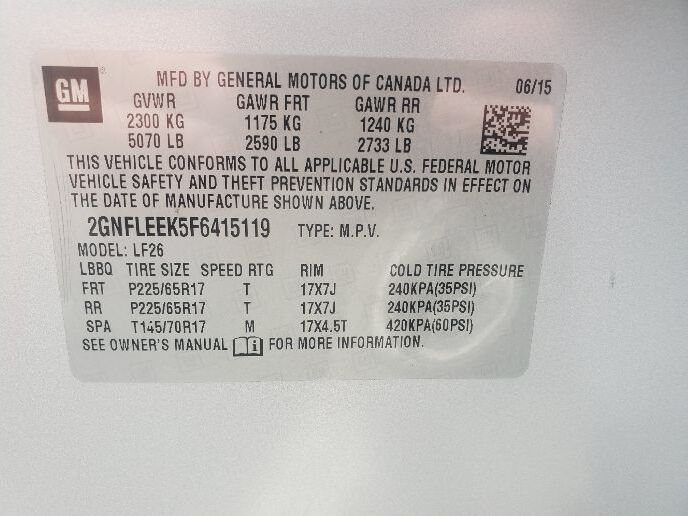 GM ®
MFD BY GENERAL MOTORS OF CANADA LTD. 06/15
GVWR GAWR FRT GAWR RR
2300 KG 1175 KG 1240 KG
5070 LB 2590 LB 2733 LB
THIS VEHICLE CONFORMS TO ALL APPLICABLE U.S. FEDERAL MOTOR
VEHICLE SAFETY AND THEFT PREVENTION STANDARDS IN EFFECT ON
THE DATE OF MANUFACTURE SHOWN ABOVE.
2GNFLEEK5F6415119 TYPE: M.P.V.
MODEL: LF26
LBBQ TIRE SIZE SPEED RTG RIM COLD TIRE PRESSURE
FRT P225/65R17 T 17X7J 240KPA(35PSI)
RR P225/65R17 T 17X7J 240KPA(35PSI)
SPA T145/70R17 M 17X4.5T 420KPA(60PSI)
SEE OWNER'S MANUAL i FOR MORE INFORMATION.